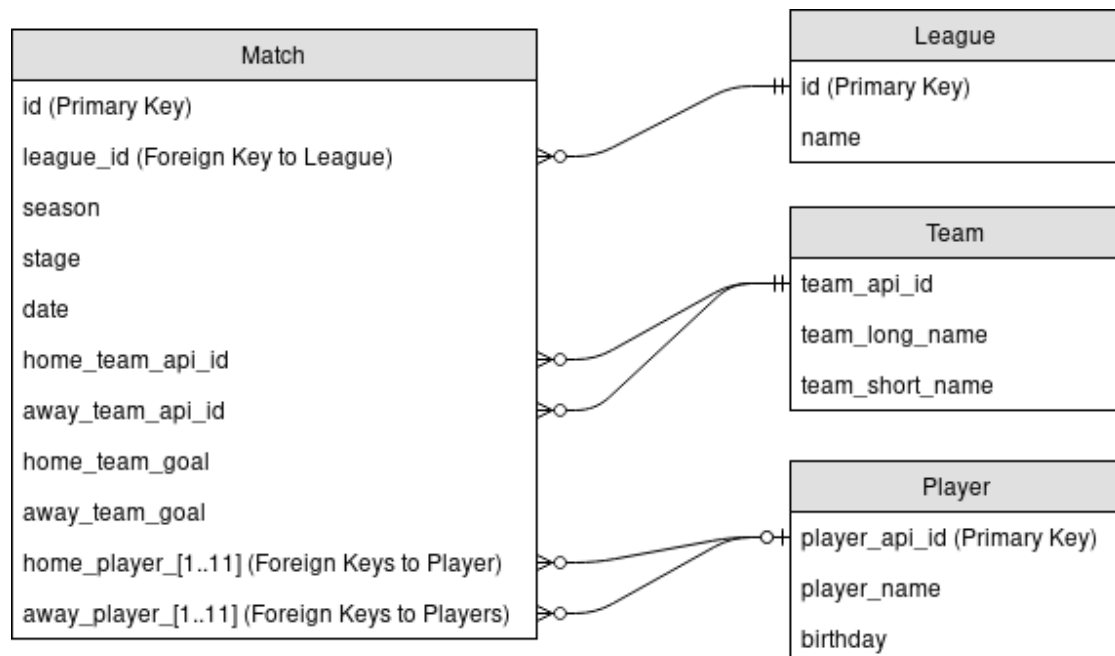 Match
id (Primary Key)
league_id (Foreign Key to League)
season
stage
date
home_team_api_id
away_team_api_id
home_team_goal
away_team_goal
home_player_[1..11] (Foreign Keys to Player)
away_player_[1..11] (Foreign Keys to Players)
League
id (Primary Key)
name
Team
team_api_id
team_long_name
team_short_name
Player
player_api_id (Primary Key)
player_name
birthday